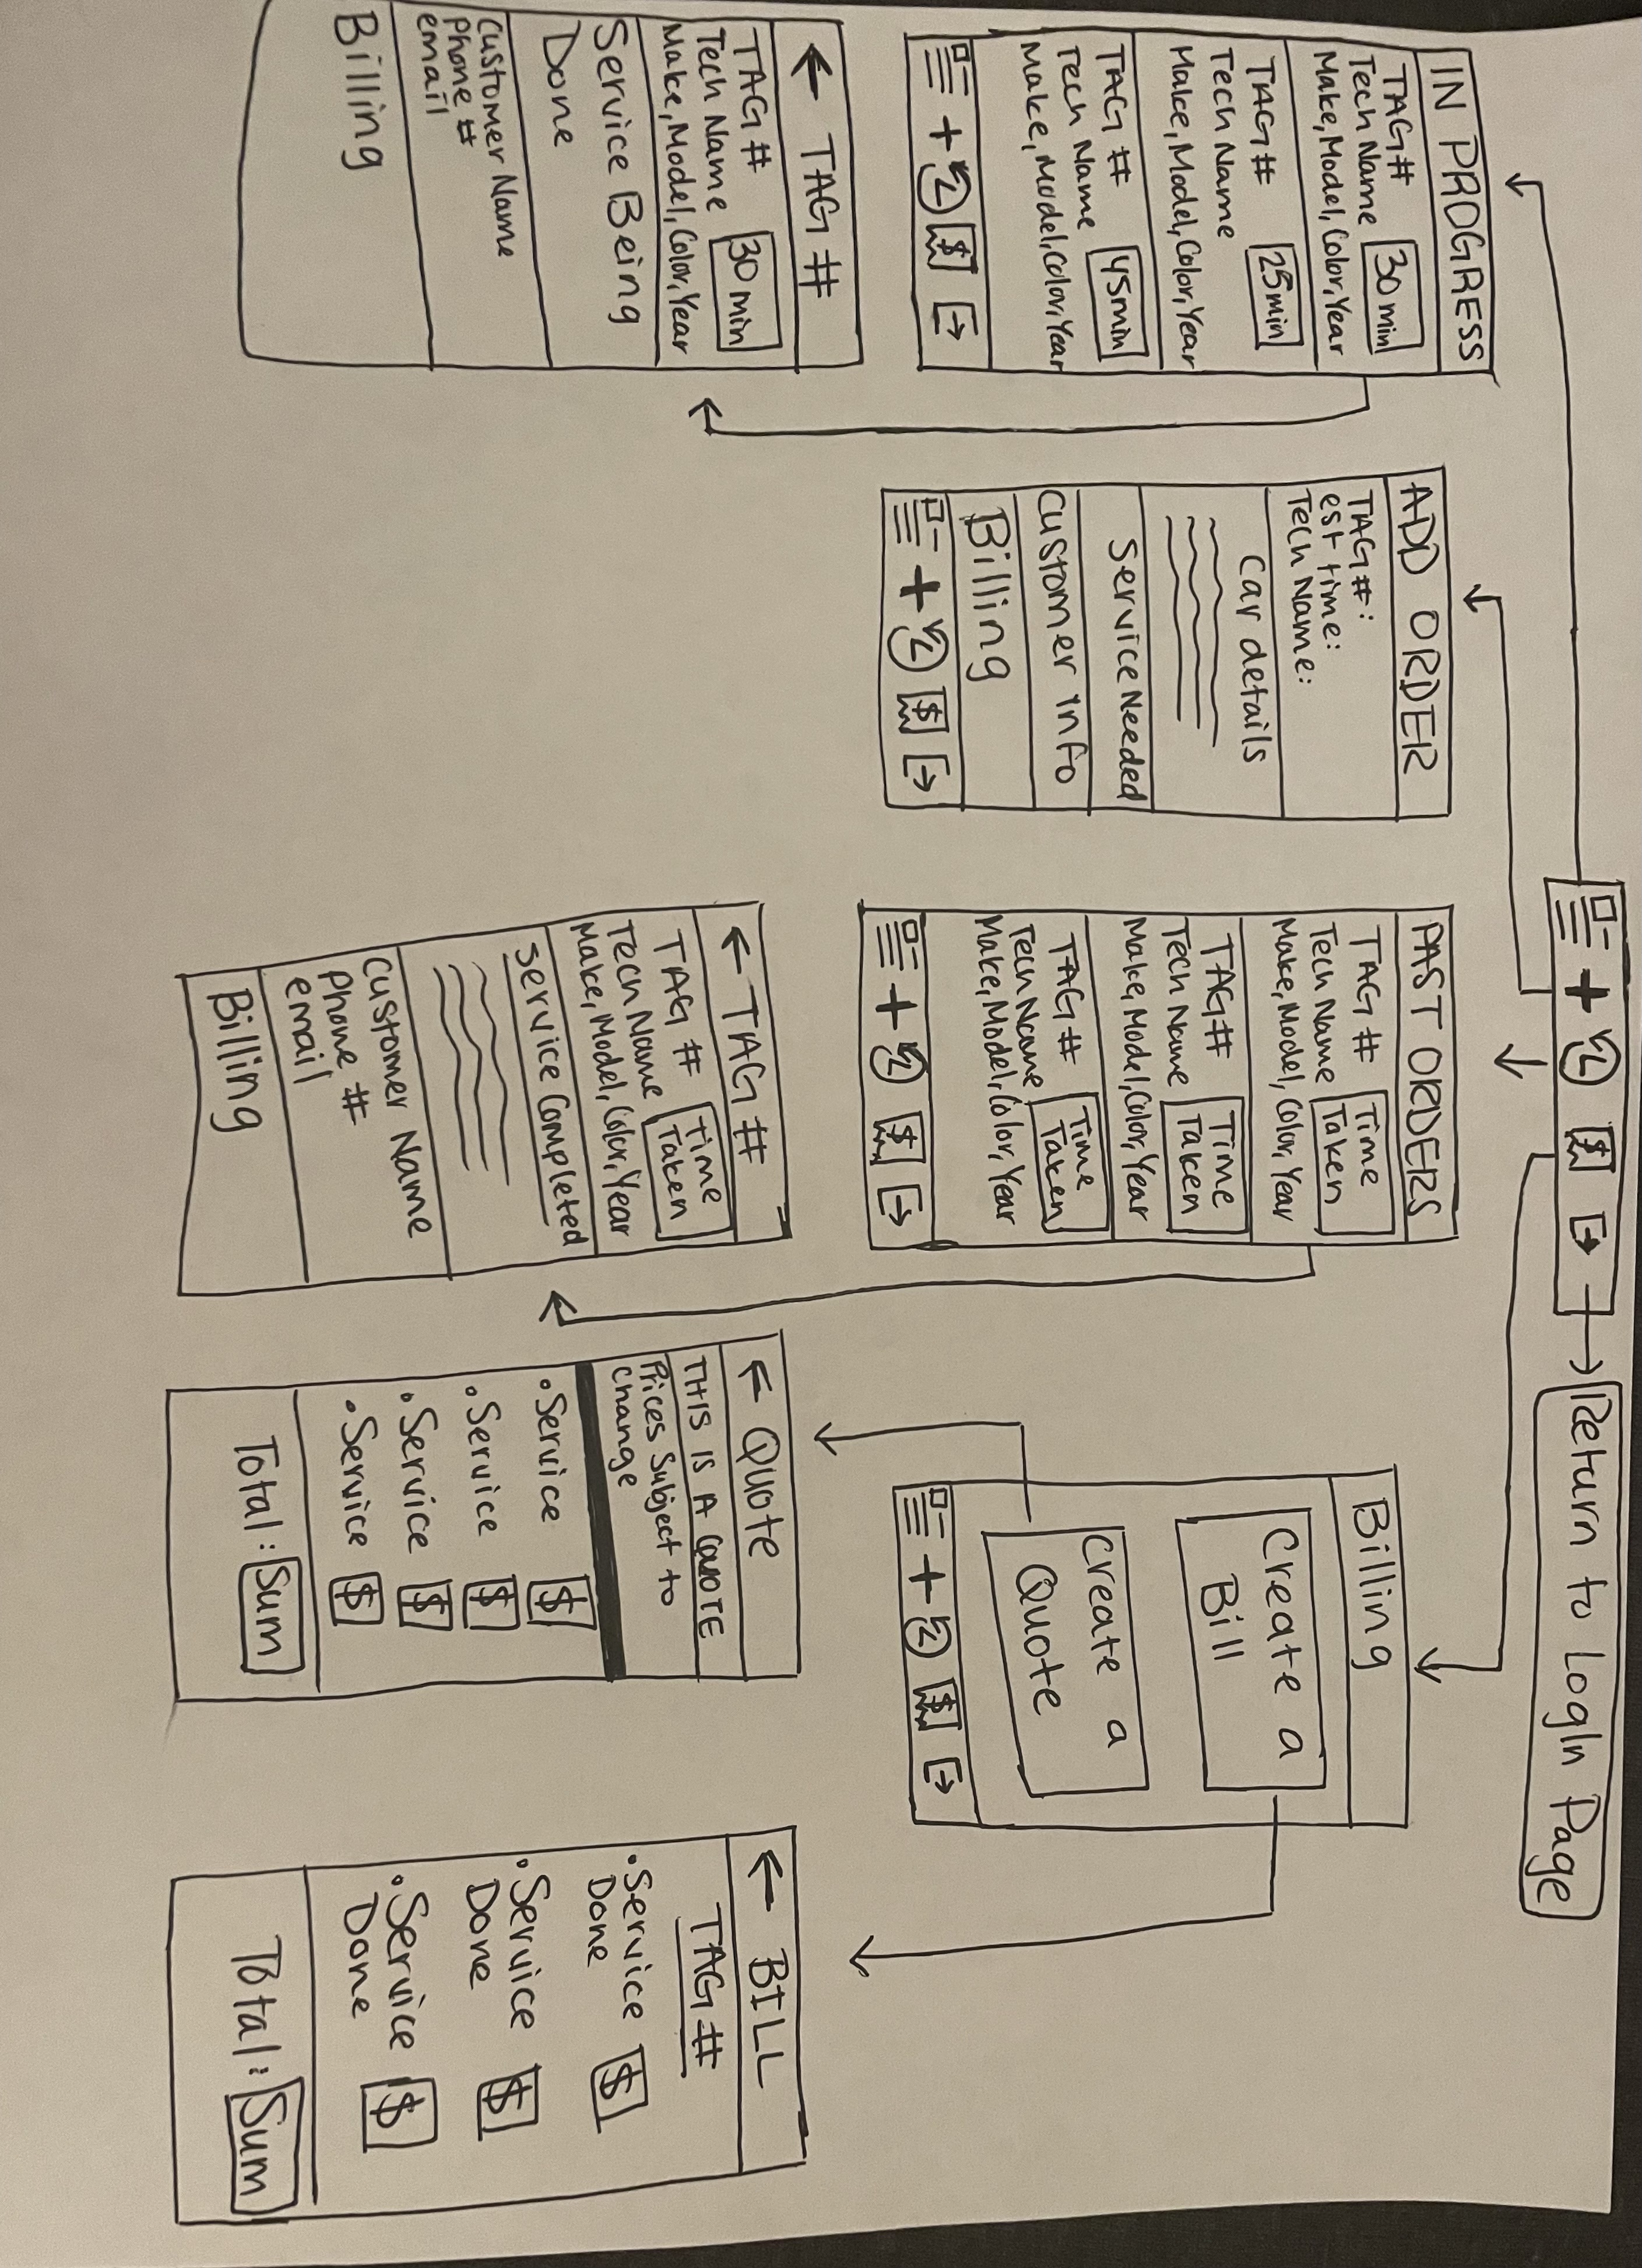 Return to LogIn Page
IN PROGRESS
TAG#
Tech Name
30 min
Make, Model, Color, Year
TAG#
Tech Name
25 min
Make, Model, Color, Year
TAG #
Tech Name
45 min
Make, Model, Color, Year
$
TAG #
TAG #
Tech Name
30 min
Make, Model, Color, Year
Service Being
Done
Customer Name
Phone #
email
Billing
ADD ORDER
TAG #:
est time:
Tech Name:
Car details
Service Needed
Customer info
Billing
$
PAST ORDERS
TAG #
Tech Name
Time
Taken
Make, Model, Color, Year
TAG #
Tech Name
Time
Taken
Make, Model, Color, Year
TAG #
Tech Name
Time
Taken
Make, Model, Color, Year
$
TAG #
TAG #
Tech Name
Time
Taken
Make, Model, Color, Year
Service Completed
Customer Name
Phone #
email
Billing
$
Billing
Create a
Bill
Create a
Quote
$
Quote
THIS IS A QUOTE
Prices Subject to
Change
• Service $
• Service $
• Service $
• Service $
Total: Sum
BILL
TAG #
• Service $
Done
• Service $
Done
• Service $
Done
Total: Sum